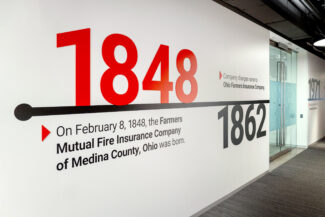 1848
On February 8, 1848, the Farmers
Mutual Fire Insurance Company
of Medina County, Ohio was born.
Company changes name to
Ohio Farmers Insurance Company.
1862